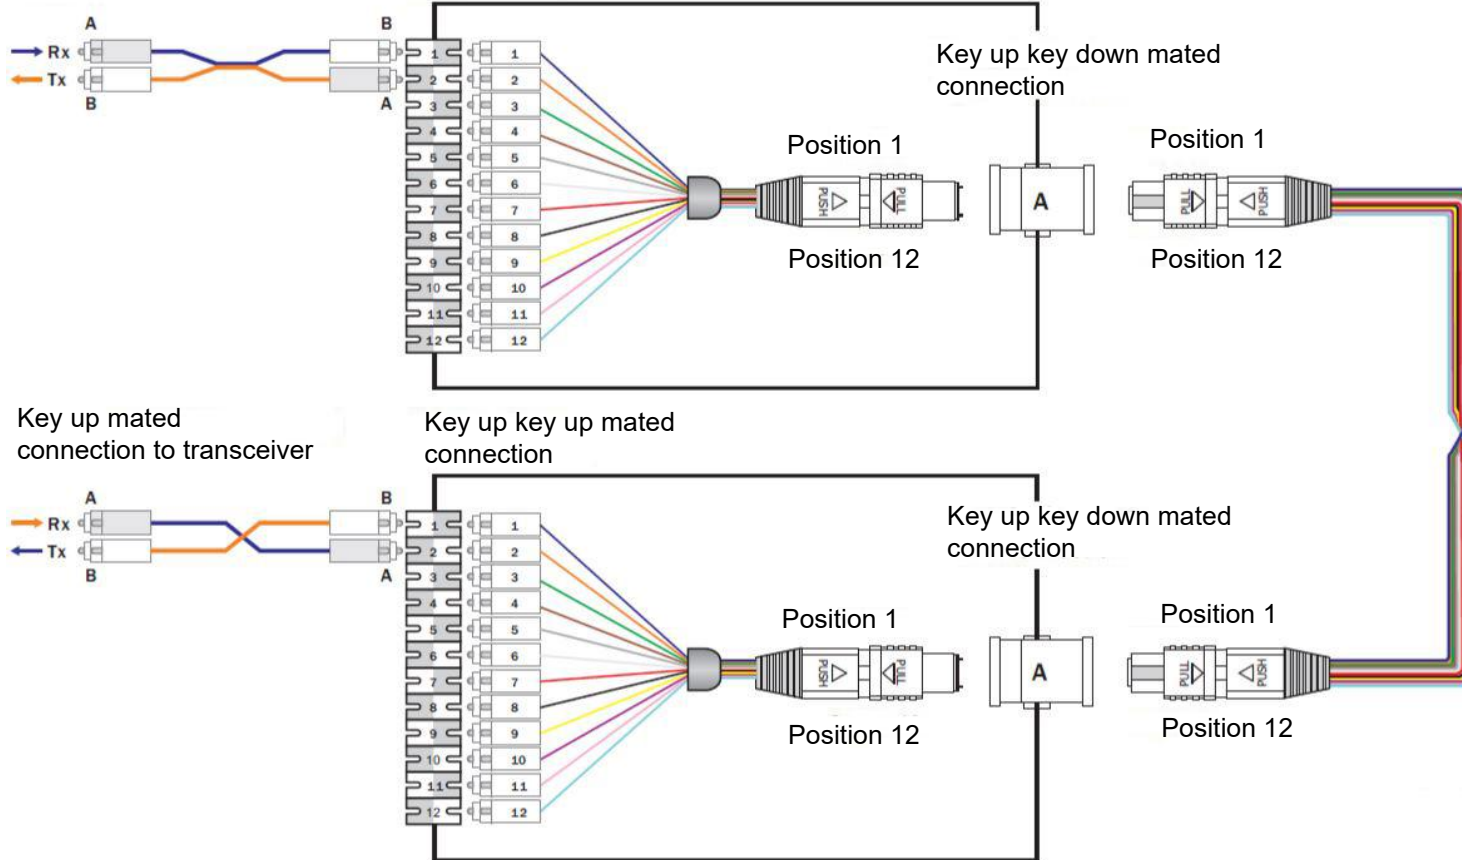 A
B
Rx
Tx
B
A
1
2
3
4
5
6
7
8
9
10
11
12
1
2
3
4
5
6
7
8
9
10
11
12
Key up key down mated
connection
Position 1
PUSH
PULL
Position 12
A
Position 1
PULL
PUSH
Position 12
Key up mated
connection to transceiver
Key up key up mated
connection
A
B
Rx
Tx
B
A
1
2
3
4
5
6
7
8
9
10
11
12
1
2
3
4
5
6
7
8
9
10
11
12
Key up key down mated
connection
Position 1
PUSH
PULL
Position 12
A
Position 1
PULL
PUSH
Position 12